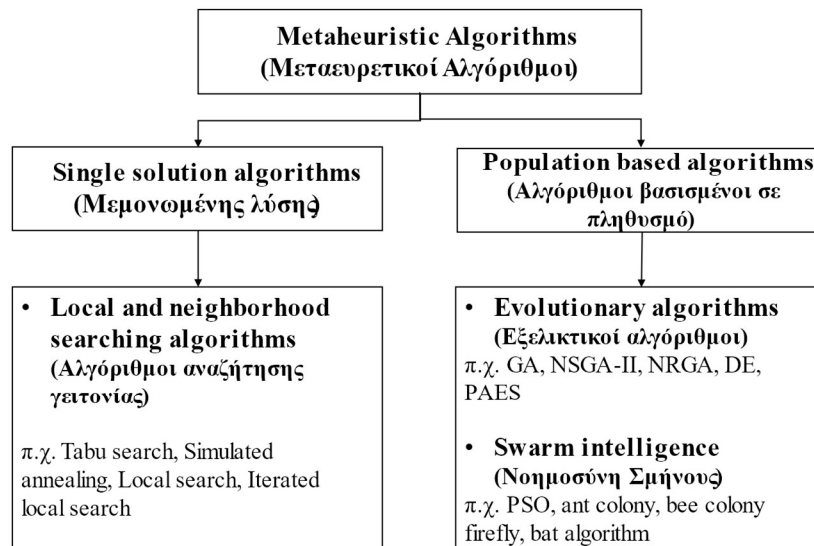 Metaheuristic Algorithms
(Μεταευρετικοί Αλγόριθμοι)
Single solution algorithms
(Μεμονωμένης λύσης)
Population based algorithms
(Αλγόριθμοι βασισμένοι σε
πληθυσμό)
• Local and neighborhood
searching algorithms
(Αλγόριθμοι αναζήτησης
γειτονίας)
π.χ. Tabu search, Simulated
annealing, Local search, Iterated
local search
• Evolutionary algorithms
(Εξελικτικοί αλγόριθμοι)
π.χ. GA, NSGA-II, NRGA, DE,
PAES
• Swarm intelligence
(Νοημοσύνη Σμήνους)
π.χ. PSO, ant colony, bee colony
firefly, bat algorithm